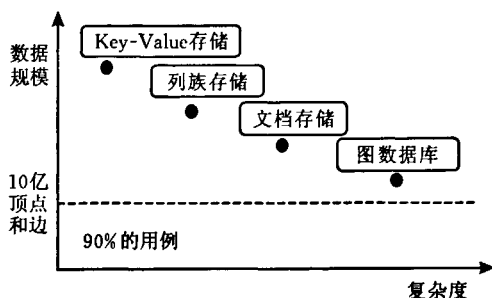 Key-Value存储
数据
规模
列族存储
文档存储
图数据库
10亿
顶点
和边
90%的用例
复杂度